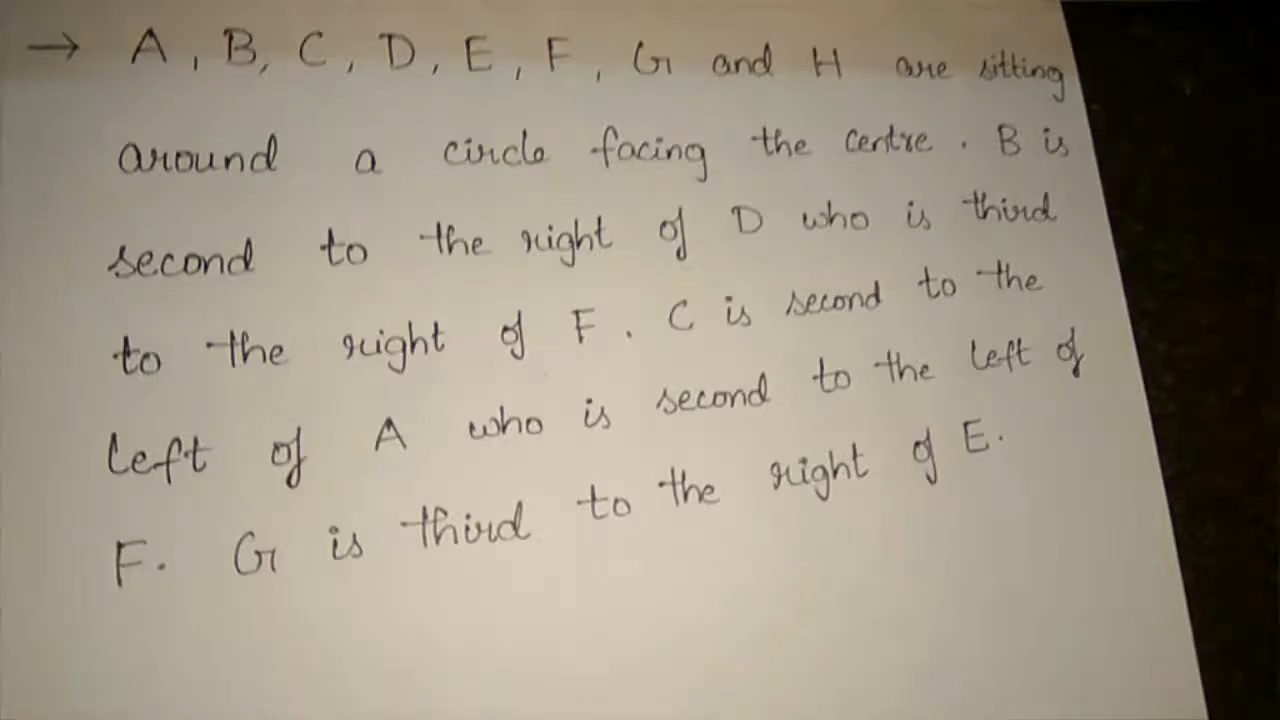 → A, B, C, D, E, F, G and H are sitting
around a circle facing the centre. B is
second to the right of D who is third
to the right of F. C is second to the
left of A who is second to the left of
F. G is third to the right of E.